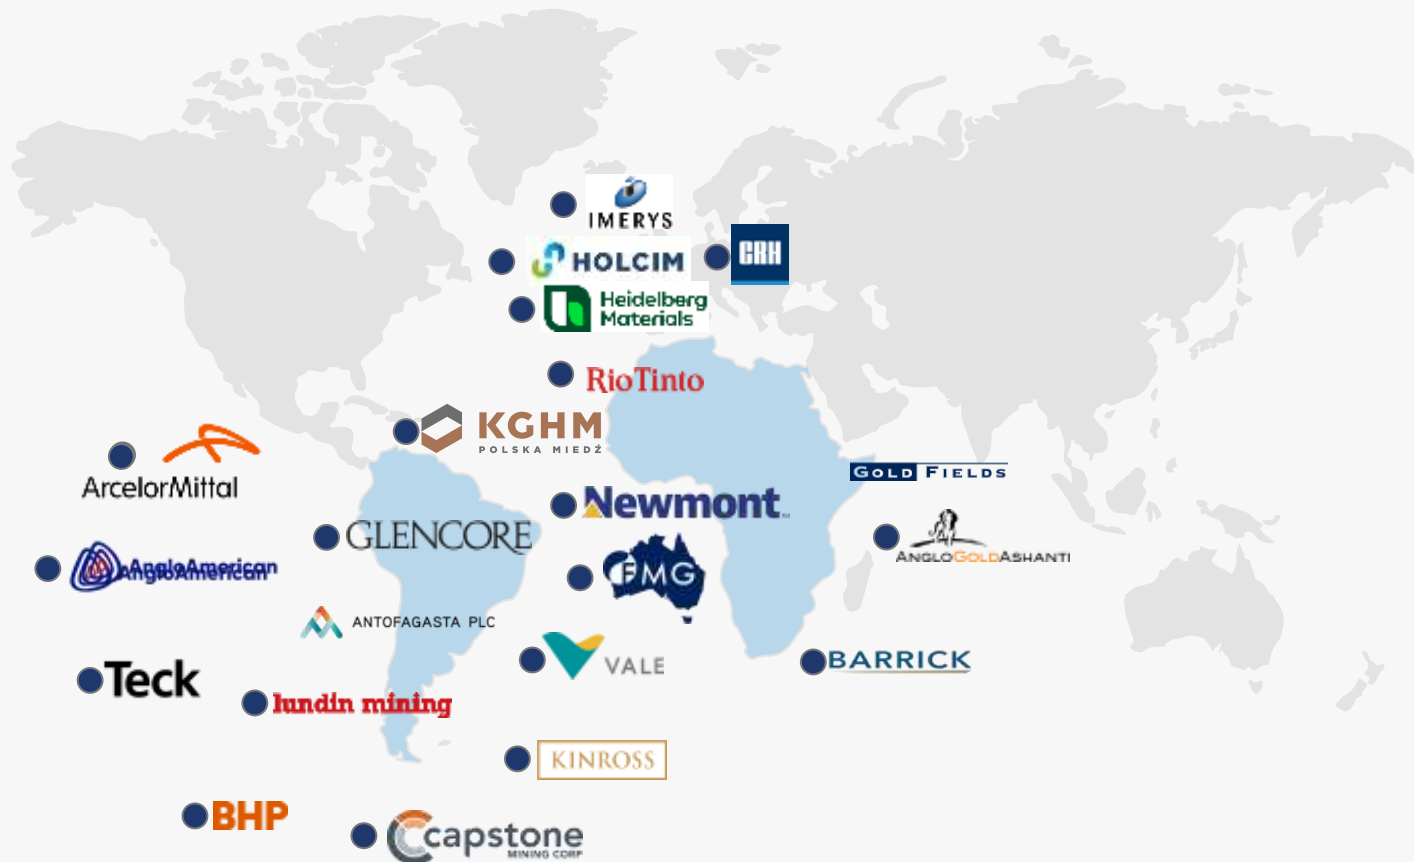 IMERYS
HOLCIM
CRH
Heidelberg
Materials
RioTinto
KGHM
POLSKA MIEDŹ
ArcelorMittal
GOLD FIELDS
Newmont
GLENCORE
ANGLOGOLDASHANTI
AngloAmerican
AngloAmerican
FMG
ANTOFAGASTA PLC
VALE
BARRICK
Teck
lundin mining
KINROSS
BHP
capstone
MINING CORP